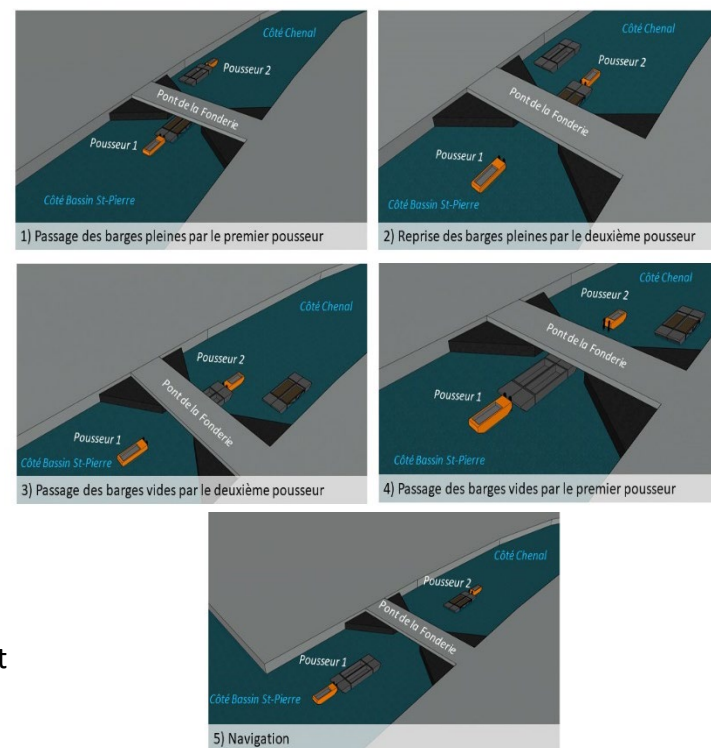 Côté Chenal
Pousseur 2
Pont de la Fonderie
Pousseur 1
Côté Bassin St-Pierre
1) Passage des barges pleines par le premier pousseur
Côté Chenal
Pousseur 2
Pont de la Fonderie
Pousseur 1
Côté Bassin St-Pierre
2) Reprise des barges pleines par le deuxième pousseur
Côté Chenal
Pousseur 2
Pont de la Fonderie
Pousseur 1
Côté Bassin St-Pierre
3) Passage des barges vides par le deuxième pousseur
Côté Chenal
Pousseur 2
Pont de la Fonderie
Pousseur 1
Côté Bassin St-Pierre
4) Passage des barges vides par le premier pousseur
t
Côté Chenal
Pousseur 2
Pont de la Fonderie
Pousseur 1
Côté Bassin St-Pierre
5) Navigation